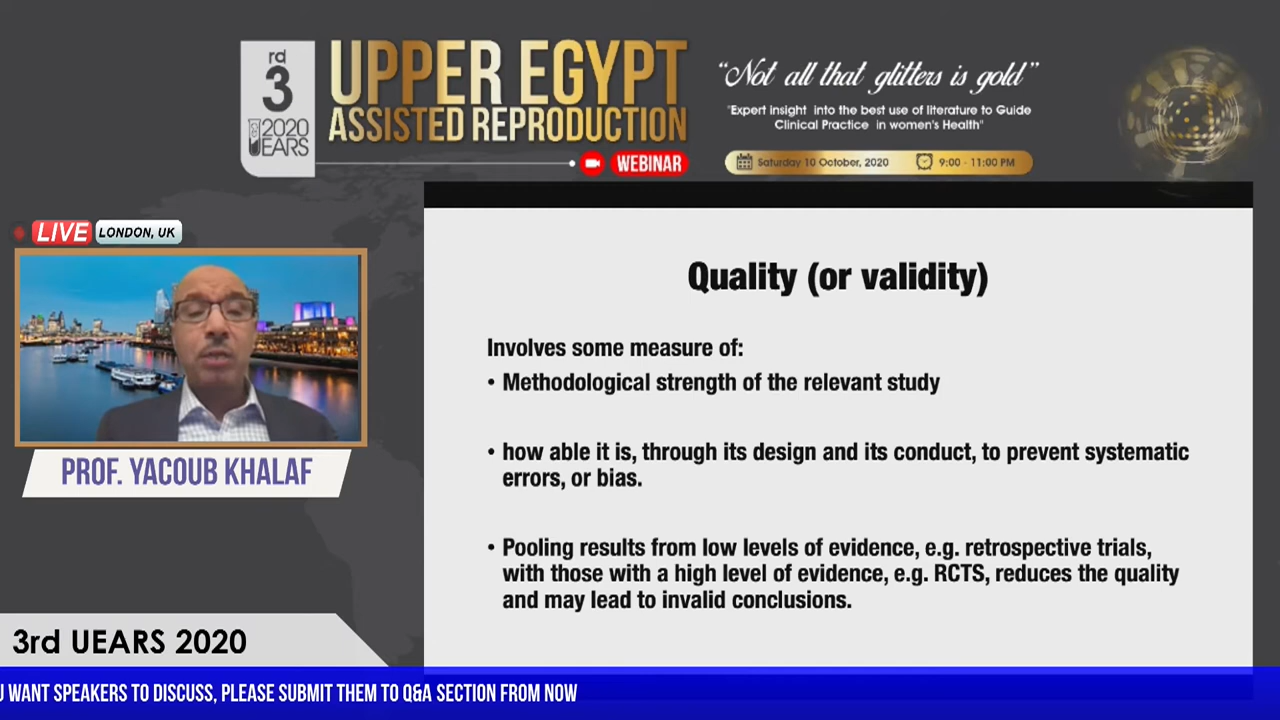 rd
3
2020
UEARS
UPPER EGYPT
ASSISTED REPRODUCTION
WEBINAR
“Not all that glitters is gold”
"Expert insight into the best use of literature to Guide
Clinical Practice in women's Health"
Saturday 10 October, 2020
9:00 - 11:00 PM
LIVE
LONDON, UK
PROF. YACOUB KHALAF
Quality (or validity)
Involves some measure of:
• Methodological strength of the relevant study
• how able it is, through its design and its conduct, to prevent systematic
errors, or bias.
• Pooling results from low levels of evidence, e.g. retrospective trials,
with those with a high level of evidence, e.g. RCTS, reduces the quality
and may lead to invalid conclusions.
3rd UEARS 2020
WANT SPEAKERS TO DISCUSS, PLEASE SUBMIT THEM TO Q&A SECTION FROM NOW